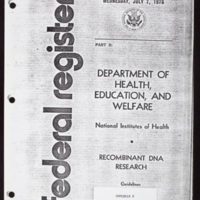 WEDNESDAY, JULY 7, 1976
federal register
PART II:
DEPARTMENT OF
HEALTH,
EDUCATION, AND
WELFARE
National Institutes of Health
RECOMBINANT DNA
RESEARCH
Guidelines